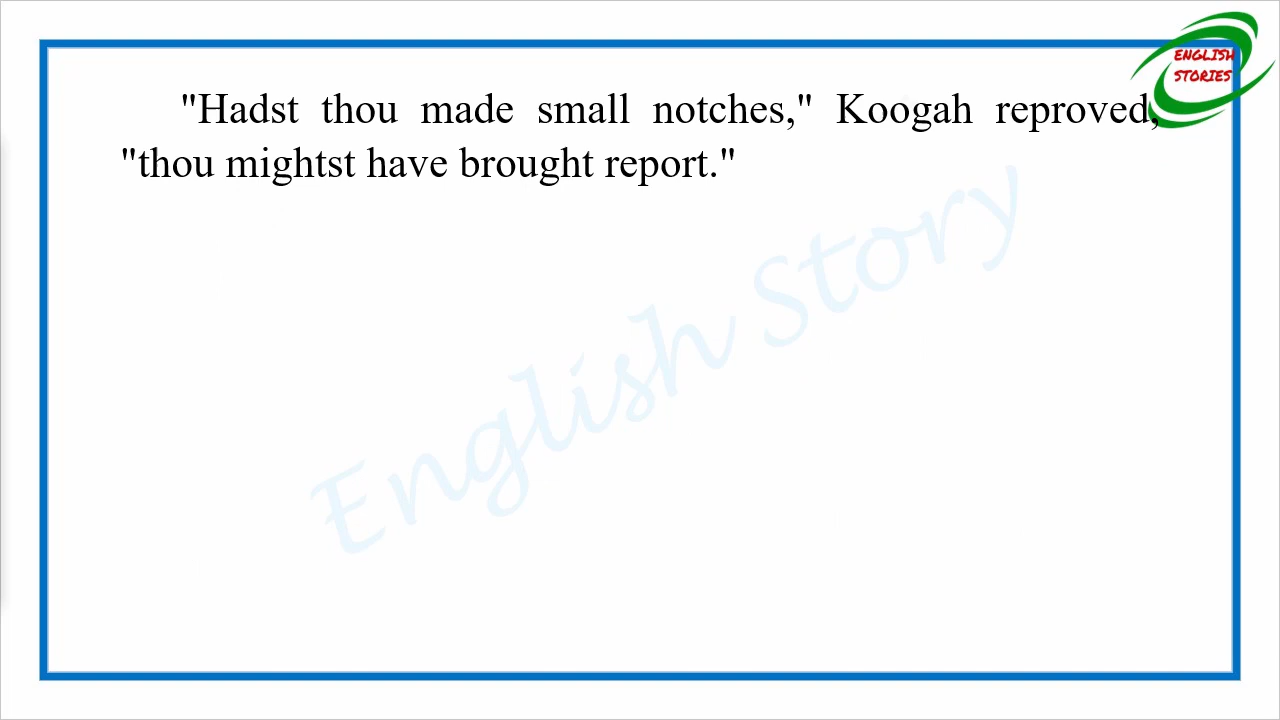 ENGLISH
STORIES
"Hadst thou made small notches," Koogah reproved,
"thou mightst have brought report."
English Story